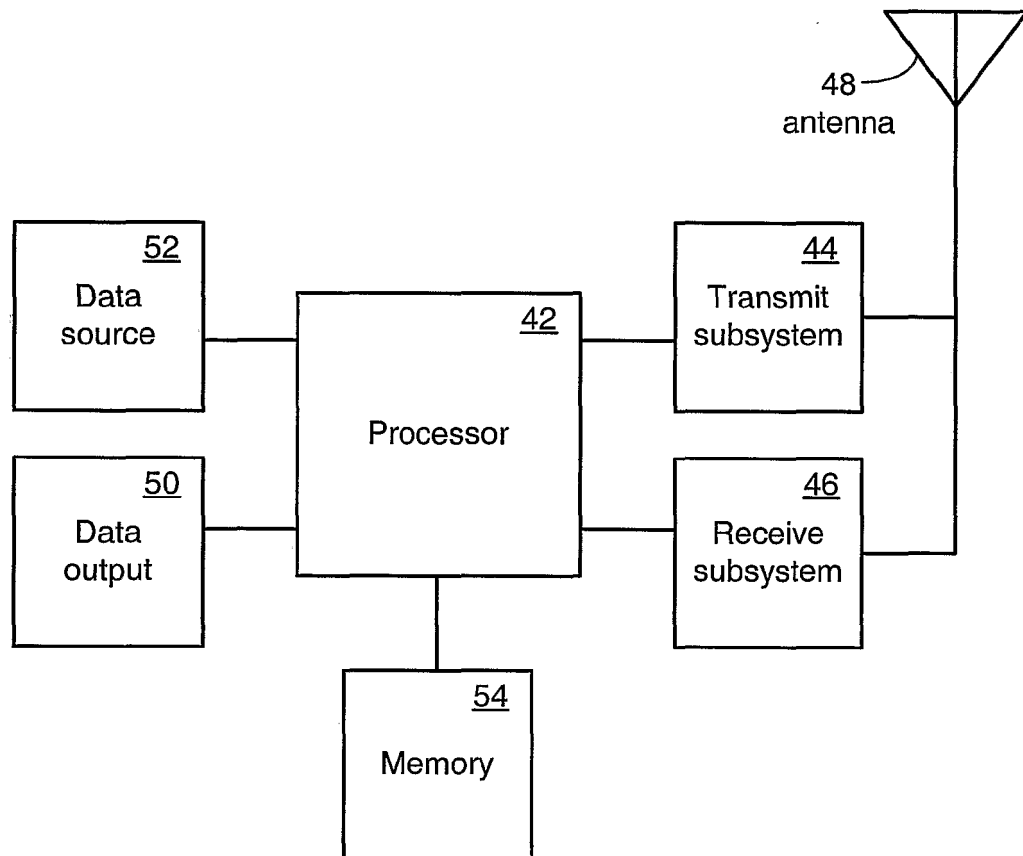 48
antenna
52
Data
source
42
Processor
44
Transmit
subsystem
50
Data
output
46
Receive
subsystem
54
Memory